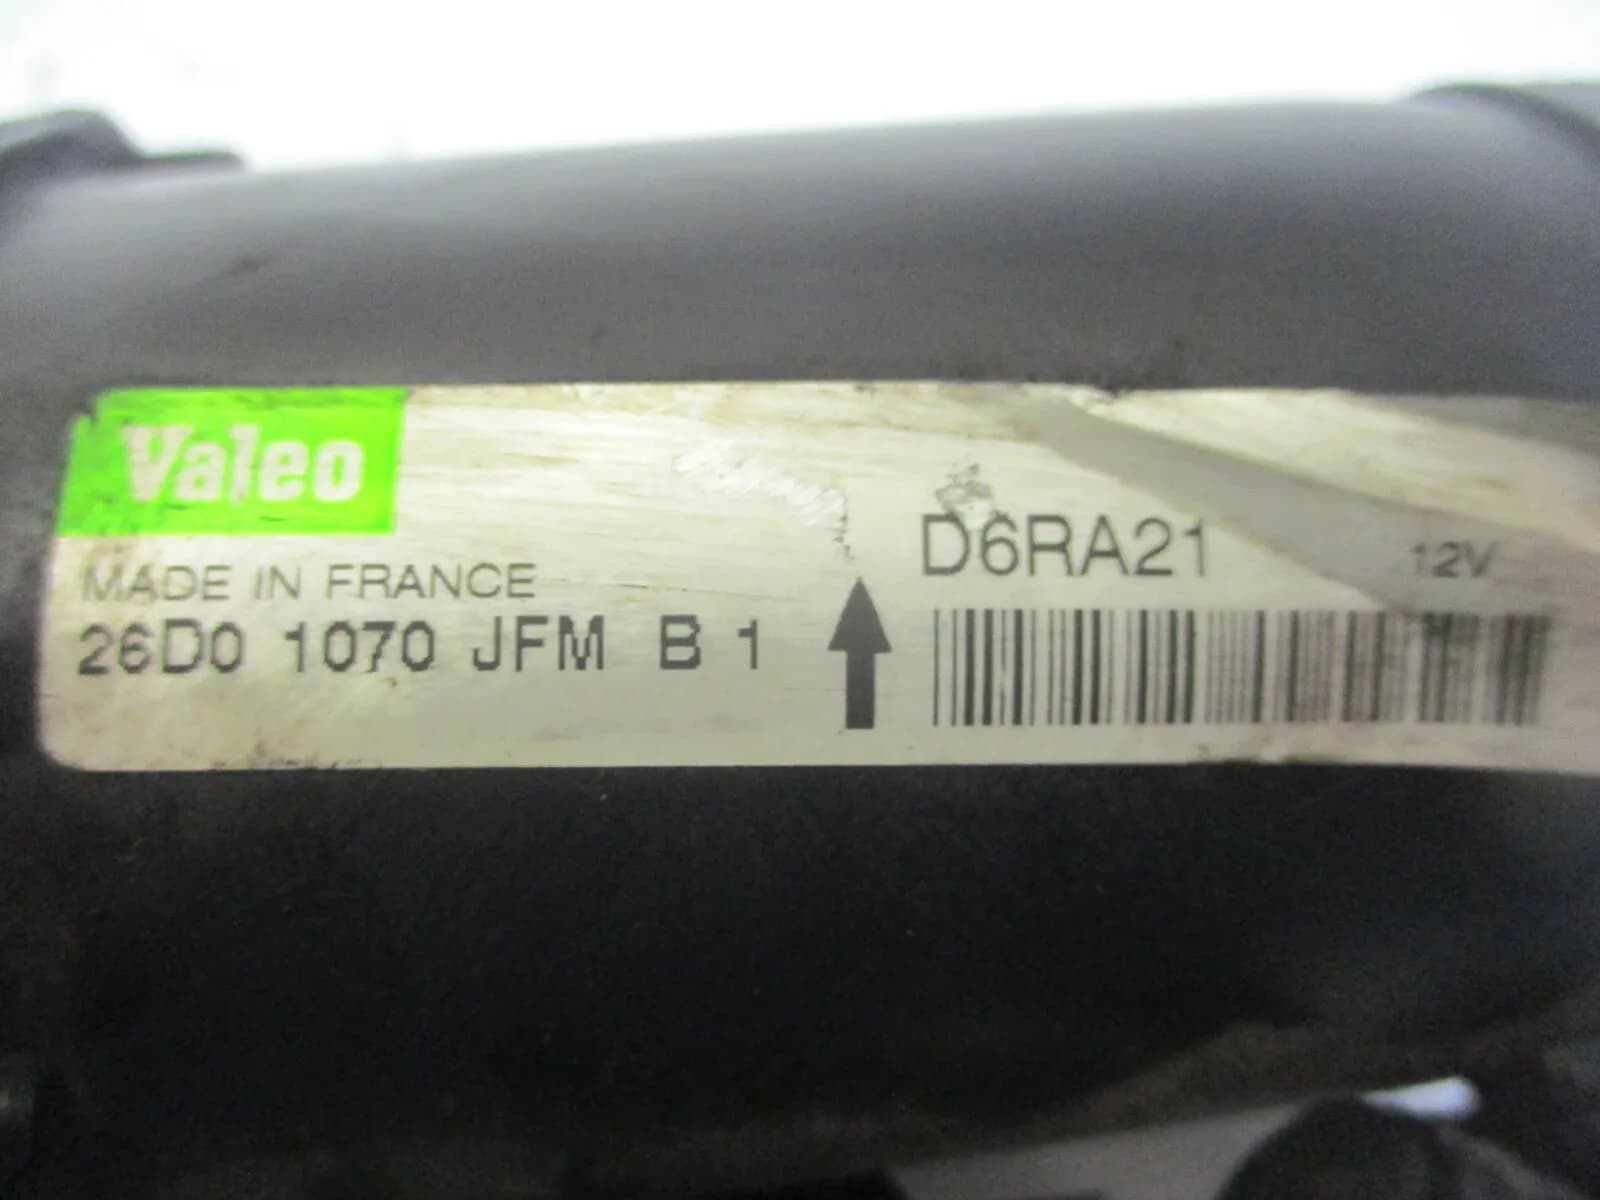 Valeo
MADE IN FRANCE
26D0 1070 JFM B 1
D6RA21 12V